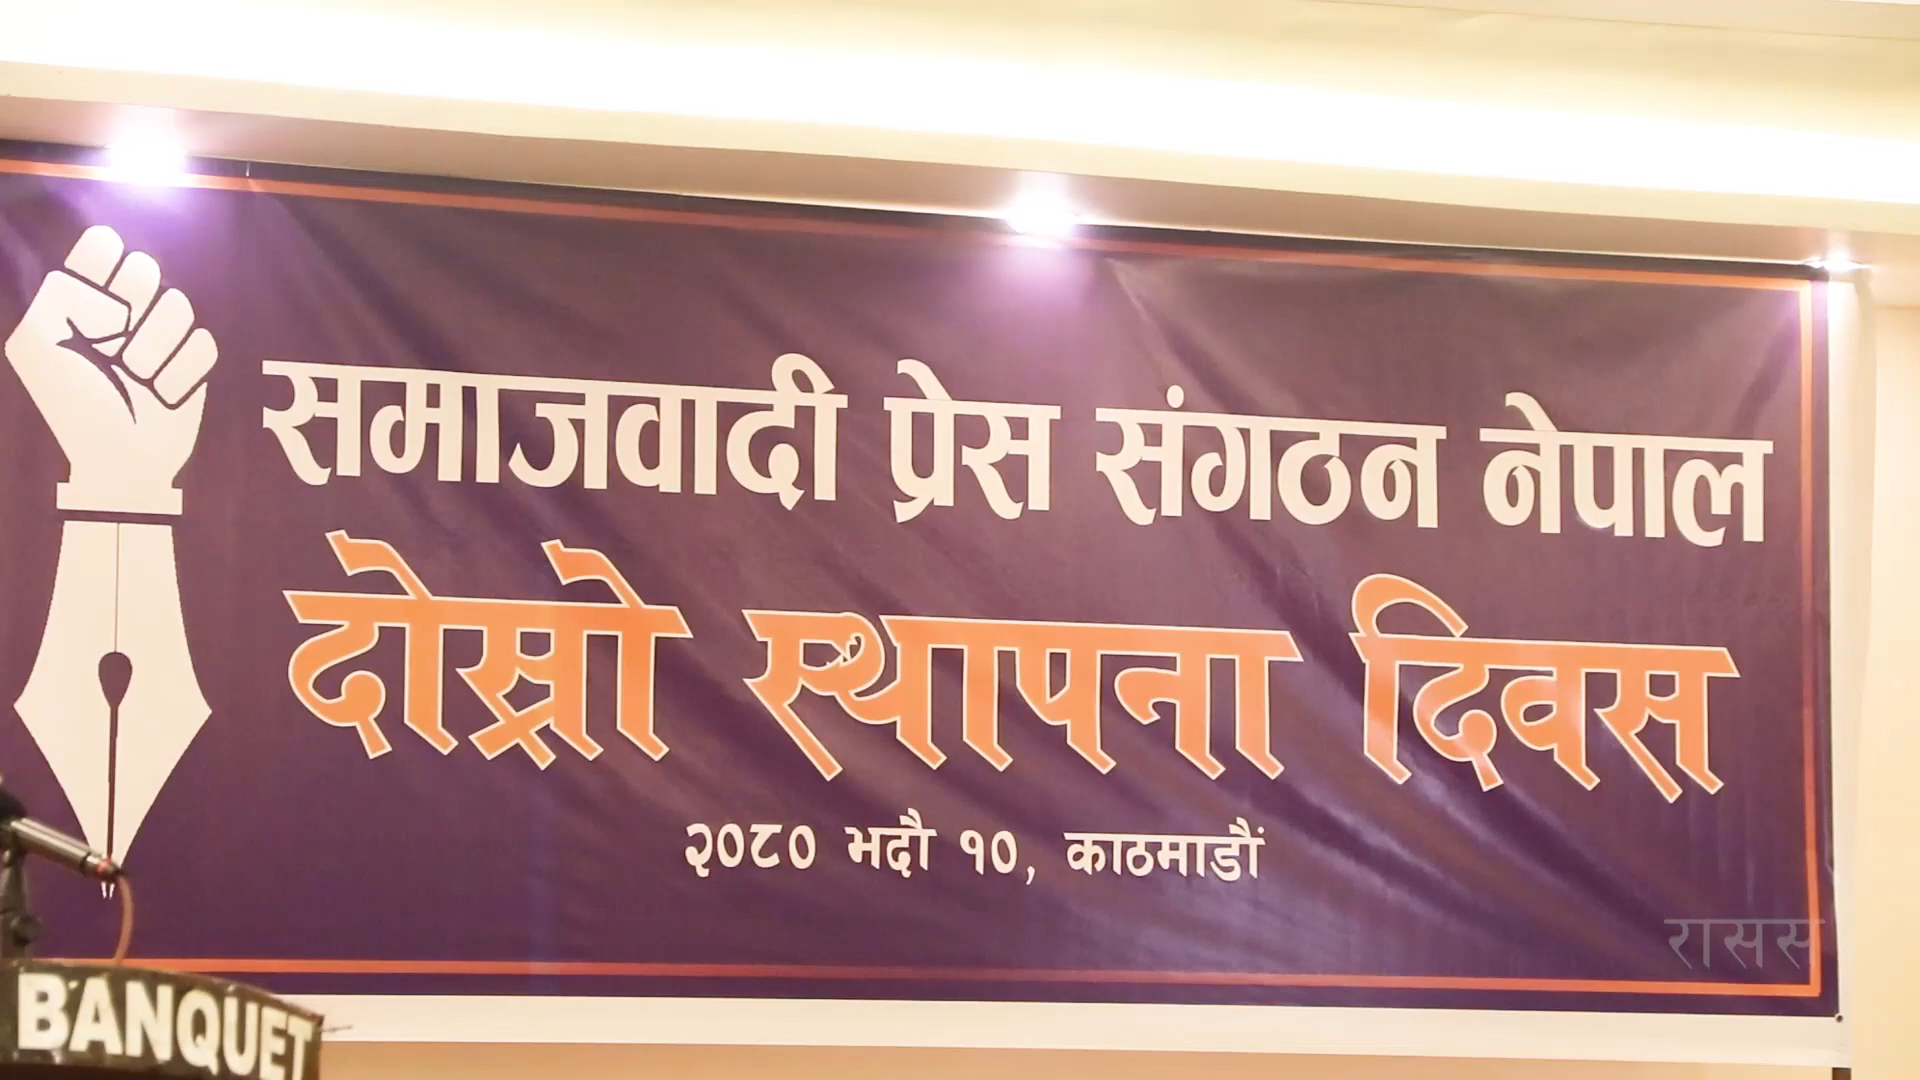 समाजवादी प्रेस संगठन नेपाल
दोस्रो स्थापना दिवस
२०८० भदौ १०, काठमाडौं
रासस
BANQUET